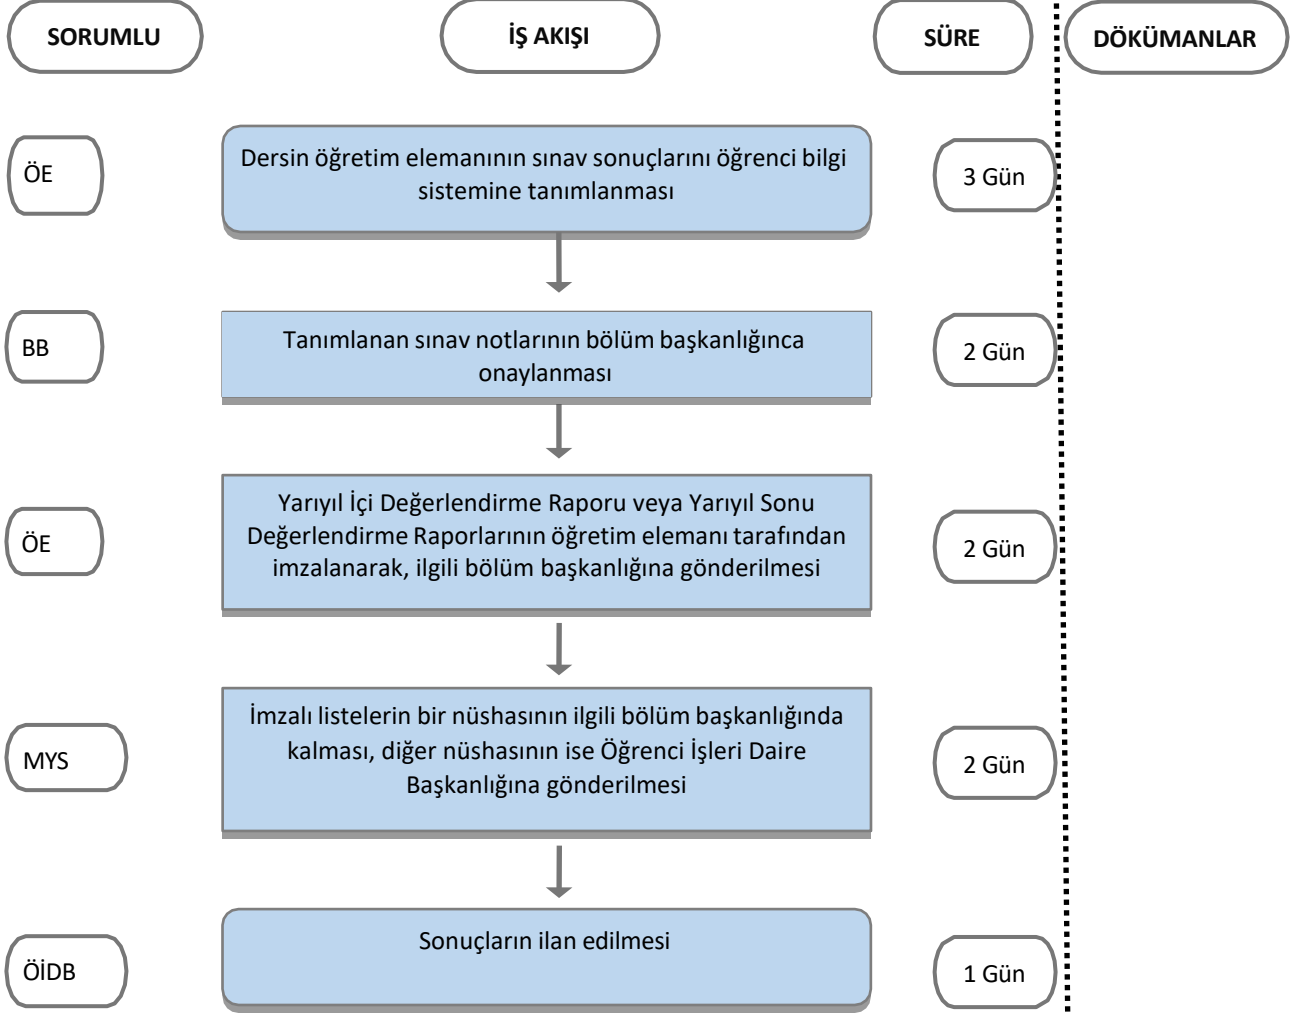 SORUMLU
İŞ AKIŞI
SÜRE
DÖKÜMANLAR
ÖE
Dersin öğretim elemanının sınav sonuçlarını öğrenci bilgi
sistemine tanımlanması
3 Gün
BB
Tanımlanan sınav notlarının bölüm başkanlığınca
onaylanması
2 Gün
ÖE
Yarıyıl İçi Değerlendirme Raporu veya Yarıyıl Sonu
Değerlendirme Raporlarının öğretim elemanı tarafından
imzalanarak, ilgili bölüm başkanlığına gönderilmesi
2 Gün
MYS
İmzalı listelerin bir nüshasının ilgili bölüm başkanlığında
kalması, diğer nüshasının ise Öğrenci İşleri Daire
Başkanlığına gönderilmesi
2 Gün
ÖİDB
Sonuçların ilan edilmesi
1 Gün